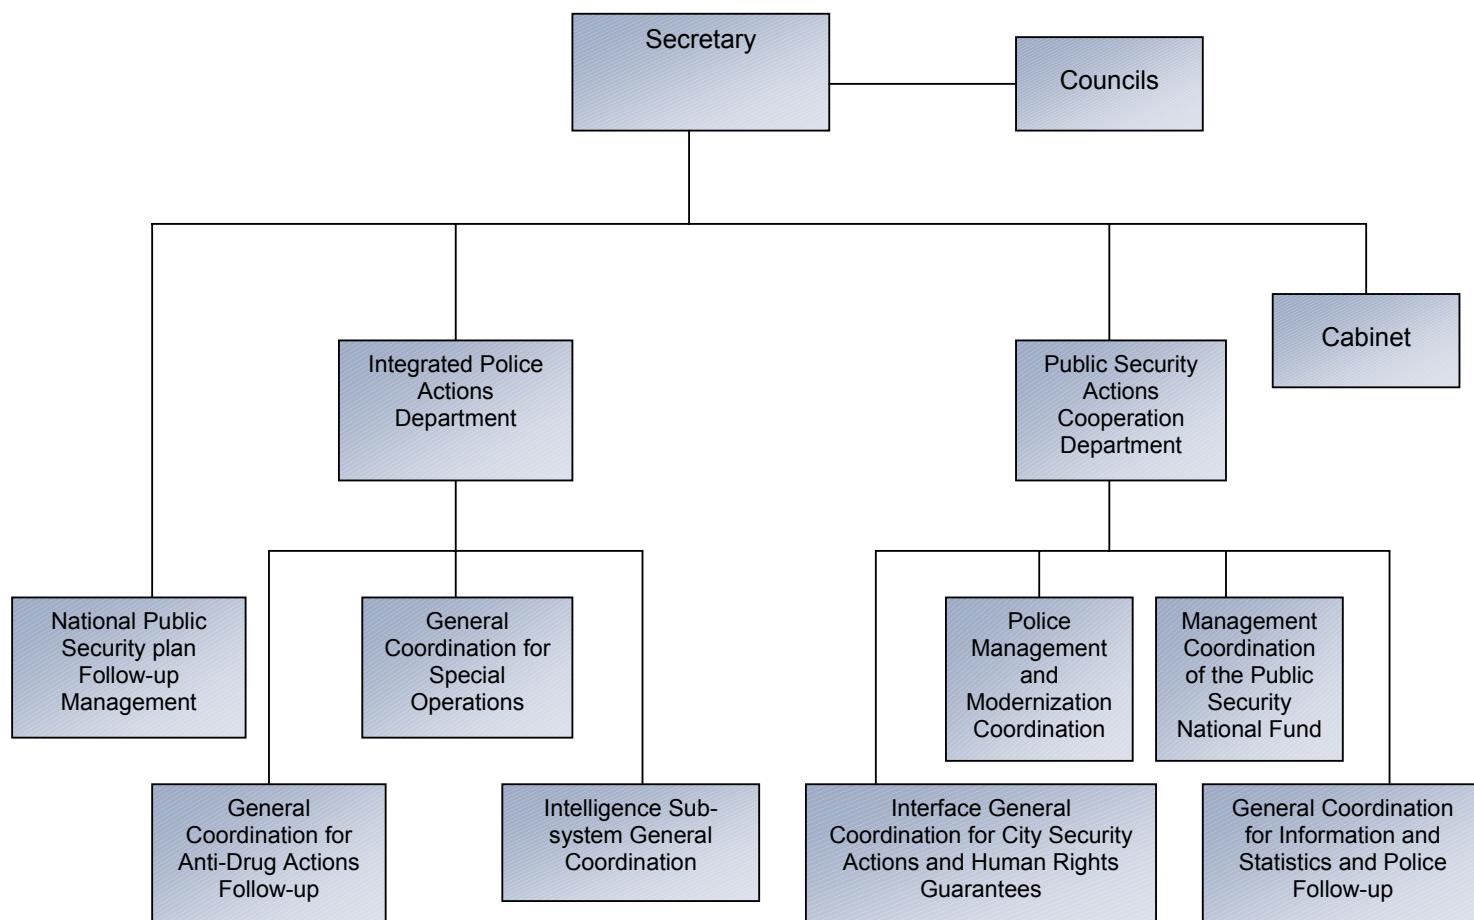 Secretary
Councils
Cabinet
Integrated Police
Actions
Department
Public Security
Actions
Cooperation
Department
National Public
Security plan
Follow-up
Management
General
Coordination for
Special
Operations
Police
Management
and
Modernization
Coordination
Management
Coordination
of the Public
Security
National Fund
General
Coordination for
Anti-Drug Actions
Follow-up
Intelligence Sub-
system General
Coordination
Interface General
Coordination for City Security
Actions and Human Rights
Guarantees
General Coordination
for Information and
Statistics and Police
Follow-up